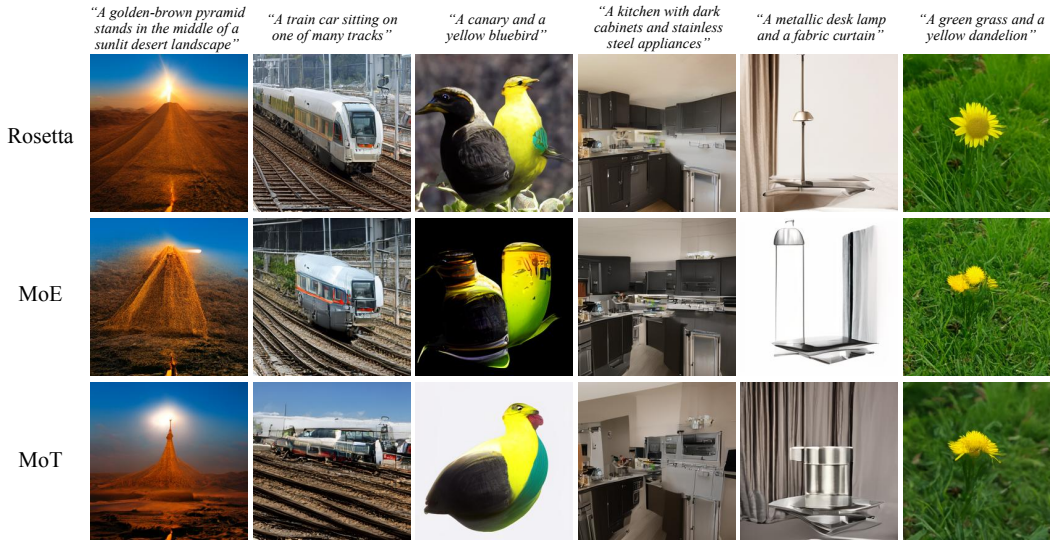 “A golden-brown pyramid
stands in the middle of a
sunlit desert landscape”
“A train car sitting on
one of many tracks”
“A canary and a
yellow bluebird”
“A kitchen with dark
cabinets and stainless
steel appliances”
“A metallic desk lamp
and a fabric curtain”
“A green grass and a
yellow dandelion”
Rosetta
MoE
MoT